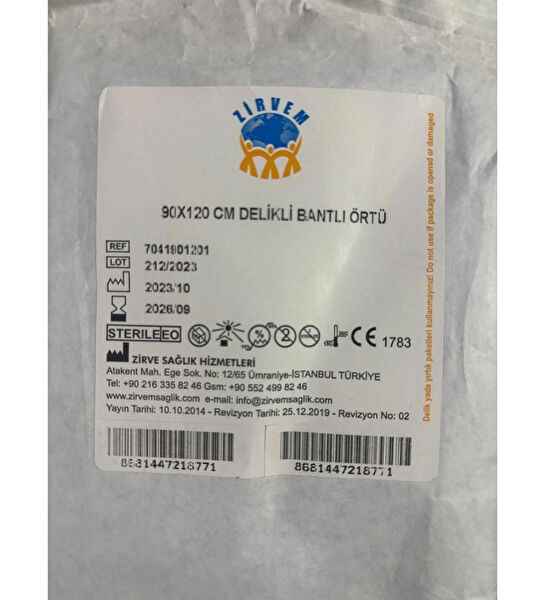 ZİRVEM
90X120 CM DELİKLİ BANTLI ÖRTÜ
REF 7041901201
LOT 212/2023
2023/10
2026/09
STERILE EO
CE 1783
ZİRVE SAĞLIK HİZMETLERİ
Atakent Mah. Ege Sok. No: 12/65 Ümraniye-İSTANBUL TÜRKİYE
Tel: +90 216 335 82 46 Gsm: +90 552 499 82 46
www.zirvemsaglik.com e-mail: info@zirvemsaglik.com
Yayın Tarihi: 10.10.2014 - Revizyon Tarihi: 25.12.2019 - Revizyon No: 02
8681447218771
8681447218771
Delik yada yırtık paketleri kullanmayınız! Do not use if package is openad or damaged